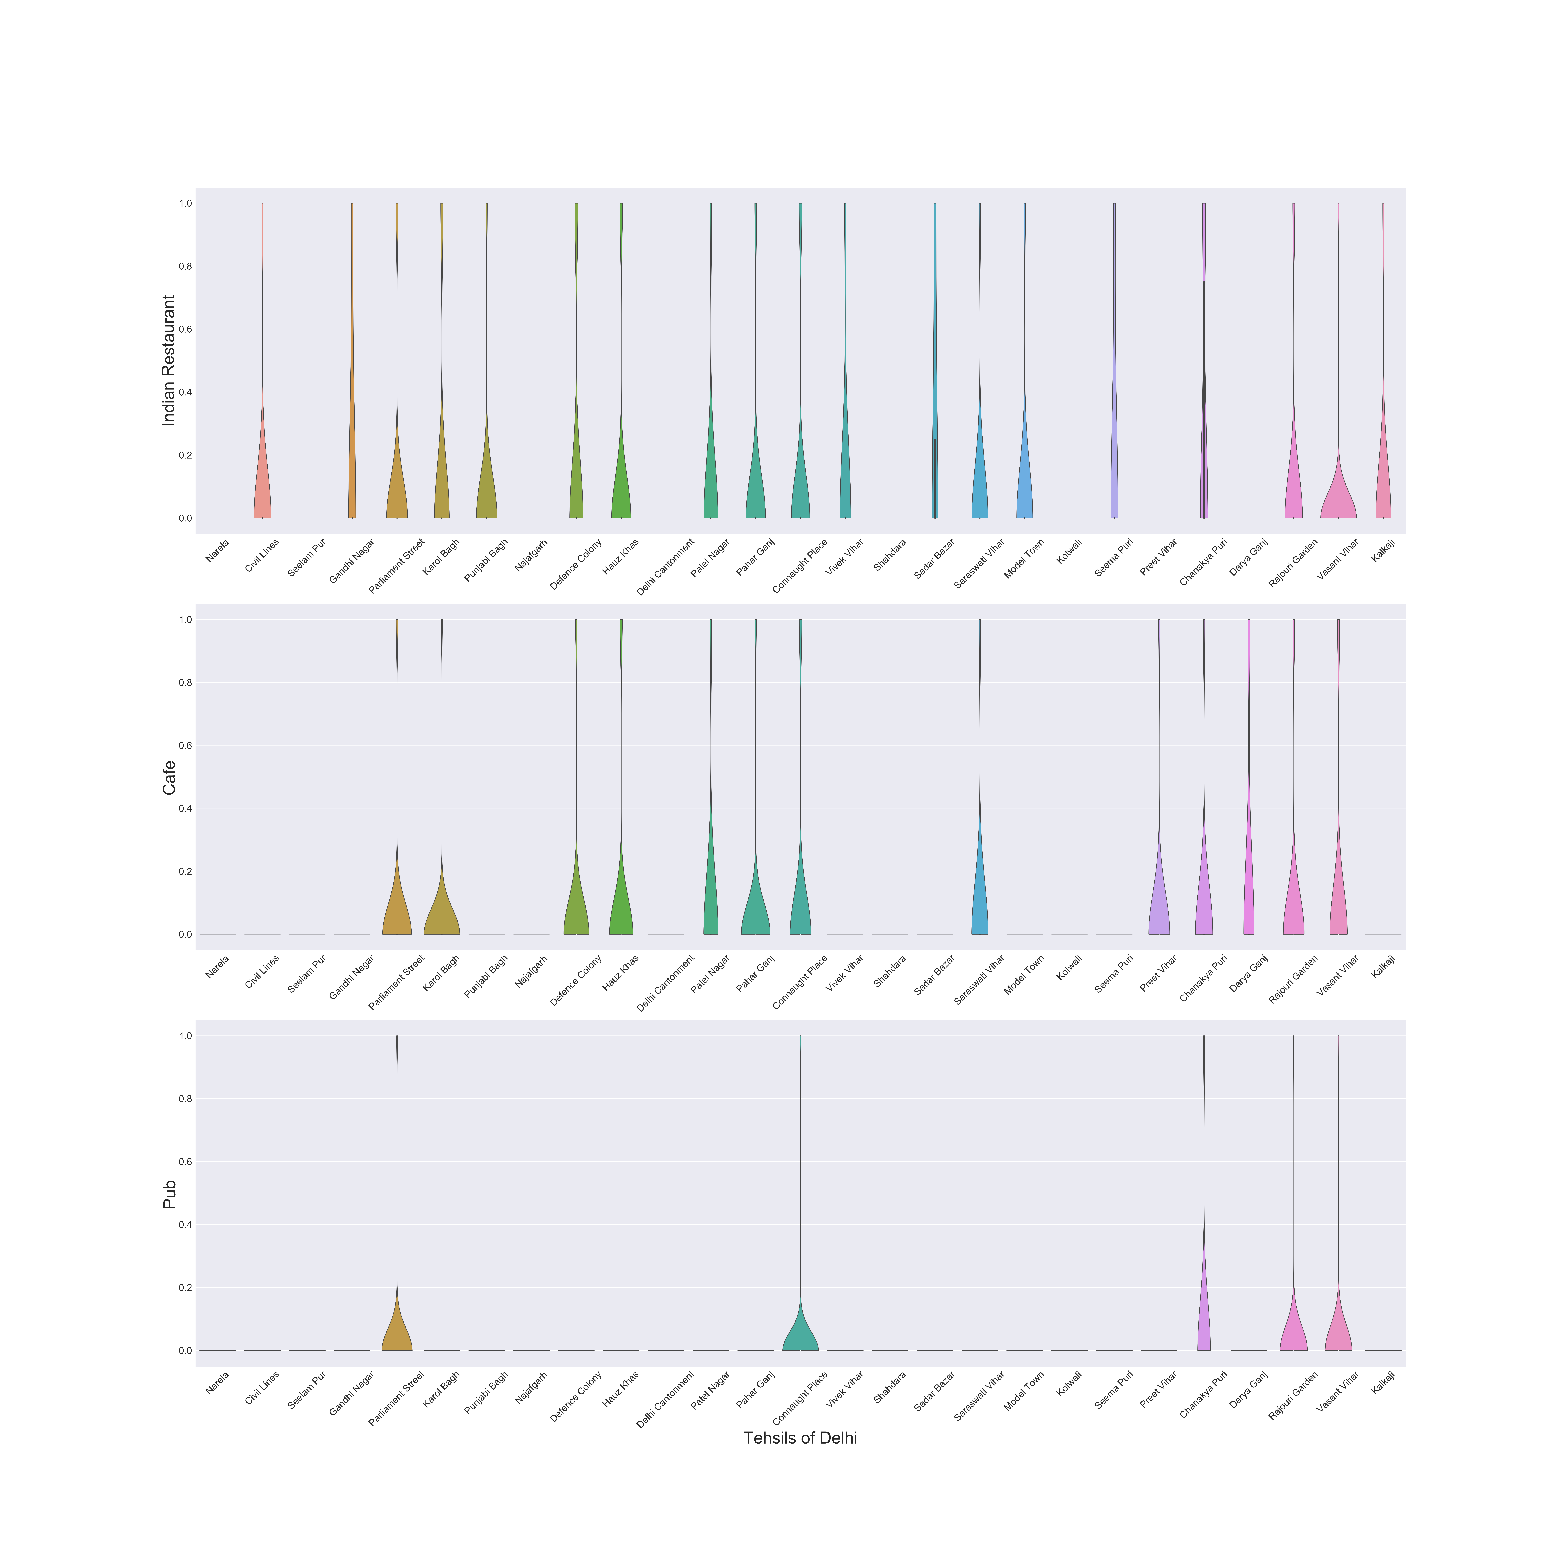 1.0
0.8
0.6
0.4
0.2
0.0
Indian Restaurant
Narela Civil Lines Seelam Pur Gandhi Nagar Parliament Street Karol Bagh Punjabi Bagh Najafgarh Defence Colony Hauz Khas Delhi Cantonment Patel Nagar Pahar Ganj Connaught Place Vivek Vihar Shahdara Sadar Bazar Saraswati Vihar Model Town Kotwali Seema Puri Preet Vihar Chanakya Puri Darya Ganj Rajouri Garden Vasant Vihar Kalkaji
1.0
0.8
0.6
0.4
0.2
0.0
Cafe
Narela Civil Lines Seelam Pur Gandhi Nagar Parliament Street Karol Bagh Punjabi Bagh Najafgarh Defence Colony Hauz Khas Delhi Cantonment Patel Nagar Pahar Ganj Connaught Place Vivek Vihar Shahdara Sadar Bazar Saraswati Vihar Model Town Kotwali Seema Puri Preet Vihar Chanakya Puri Darya Ganj Rajouri Garden Vasant Vihar Kalkaji
1.0
0.8
0.6
0.4
0.2
0.0
Pub
Narela Civil Lines Seelam Pur Gandhi Nagar Parliament Street Karol Bagh Punjabi Bagh Najafgarh Defence Colony Hauz Khas Delhi Cantonment Patel Nagar Pahar Ganj Connaught Place Vivek Vihar Shahdara Sadar Bazar Saraswati Vihar Model Town Kotwali Seema Puri Preet Vihar Chanakya Puri Darya Ganj Rajouri Garden Vasant Vihar Kalkaji
Tehsils of Delhi